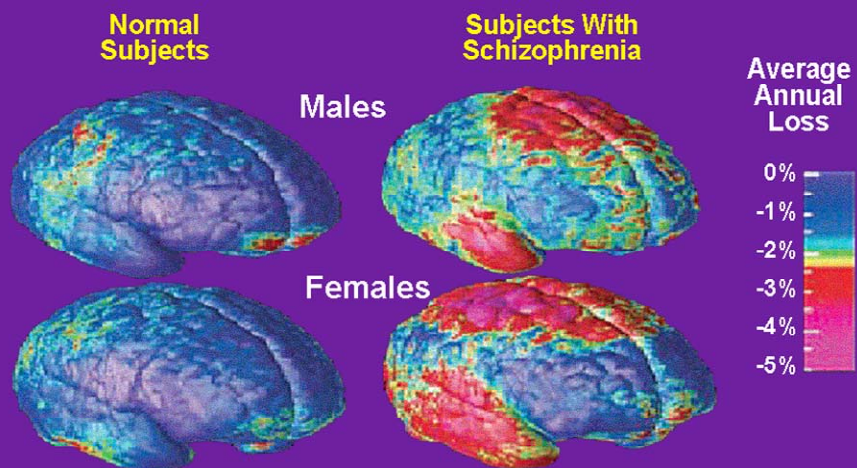 Normal
Subjects
Subjects With
Schizophrenia
Males
Females
Average
Annual
Loss
0%
-1%
-2%
-3%
-4%
-5%